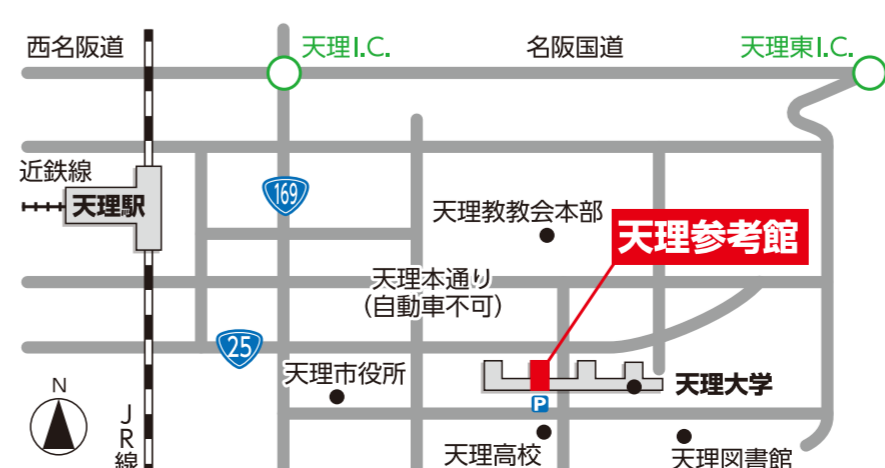 西名阪道
天理I.C.
名阪国道
天理東I.C.
近鉄線
天理駅
169
天理教教会本部
天理参考館
天理本通り
(自動車不可)
25
天理市役所
天理大学
N
P
JR線
天理高校
天理図書館